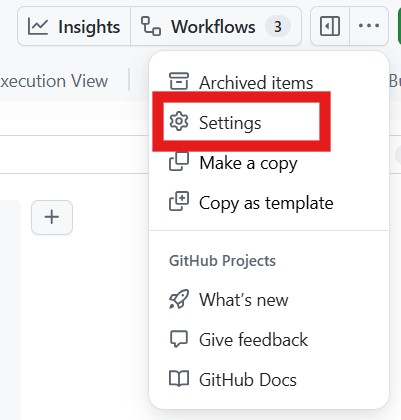 Insights
Workflows 3
xecution View
Archived items
Settings
Make a copy
Copy as template
GitHub Projects
What's new
Give feedback
GitHub Docs